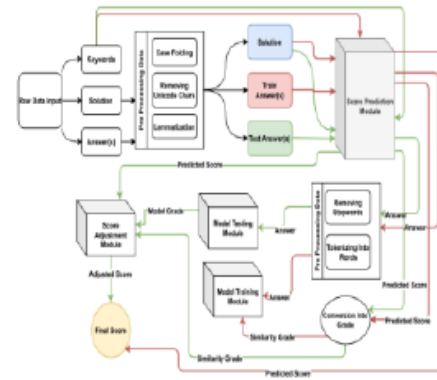 Keywords
Raw Data Input
Solution
Answer(s)
Pre Processing Data
Case Folding
Removing
Unicode Chars
Lemmatization
Solution
Train
Answer(s)
Test Answer(s)
Score Prediction
Module
Predicted Score
Score
Adjustment
Module
Model Grade
Model Testing
Module
Answer
Pre Processing Data
Removing
Stopwords
Tokenizing Into
Words
Answer
Answer
Model Training
Module
Answer
Adjusted Score
Predicted Score
Conversion into
Grade
Predicted Score
Final Score
Similarity Grade
Similarity Grade
Predicted Score